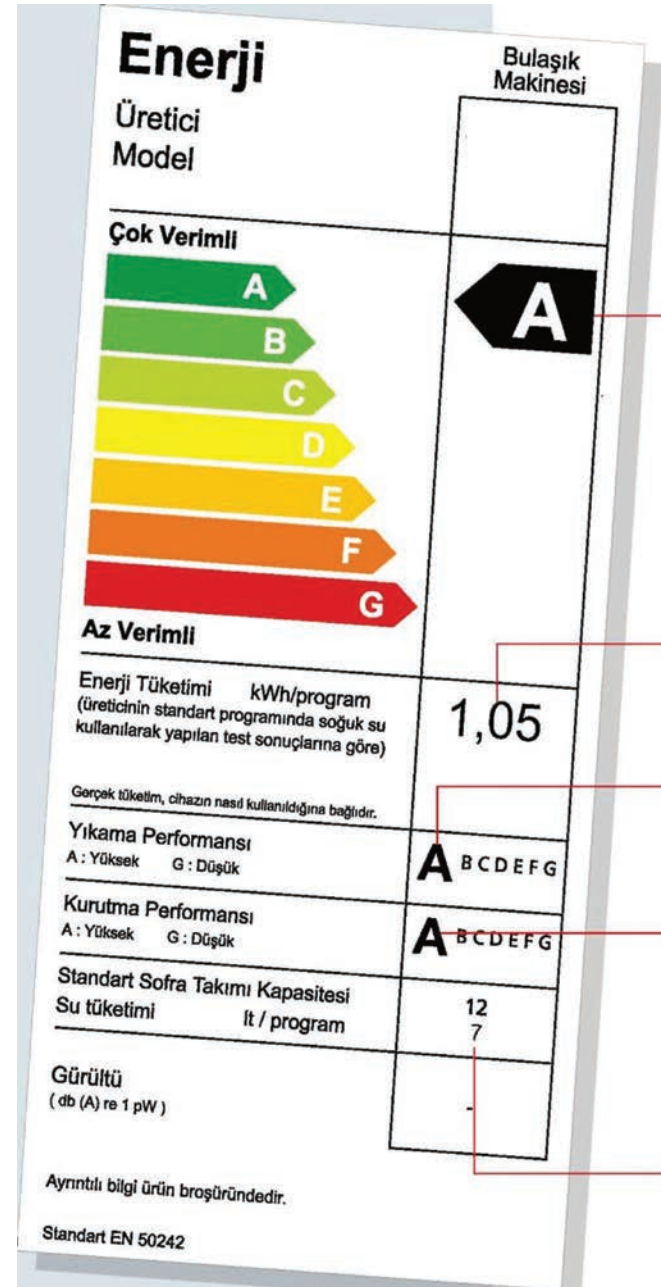 Enerji
Bulaşık
Makinesi
Üretici
Model
Çok Verimli
A
A
B
C
D
E
F
G
Az Verimli
Enerji Tüketimi kWh/program
(üreticinin standart programında soğuk su
kullanılarak yapılan test sonuçlarına göre)
1,05
Gerçek tüketim, cihazın nasıl kullanıldığına bağlıdır.
Yıkama Performansı
A : Yüksek G : Düşük
A B C D E F G
Kurutma Performansı
A : Yüksek G : Düşük
A B C D E F G
Standart Sofra Takımı Kapasitesi
12
Su tüketimi lt / program
7
Gürültü
( db (A) re 1 pW )
-
Ayrıntılı bilgi ürün broşüründedir.
Standart EN 50242